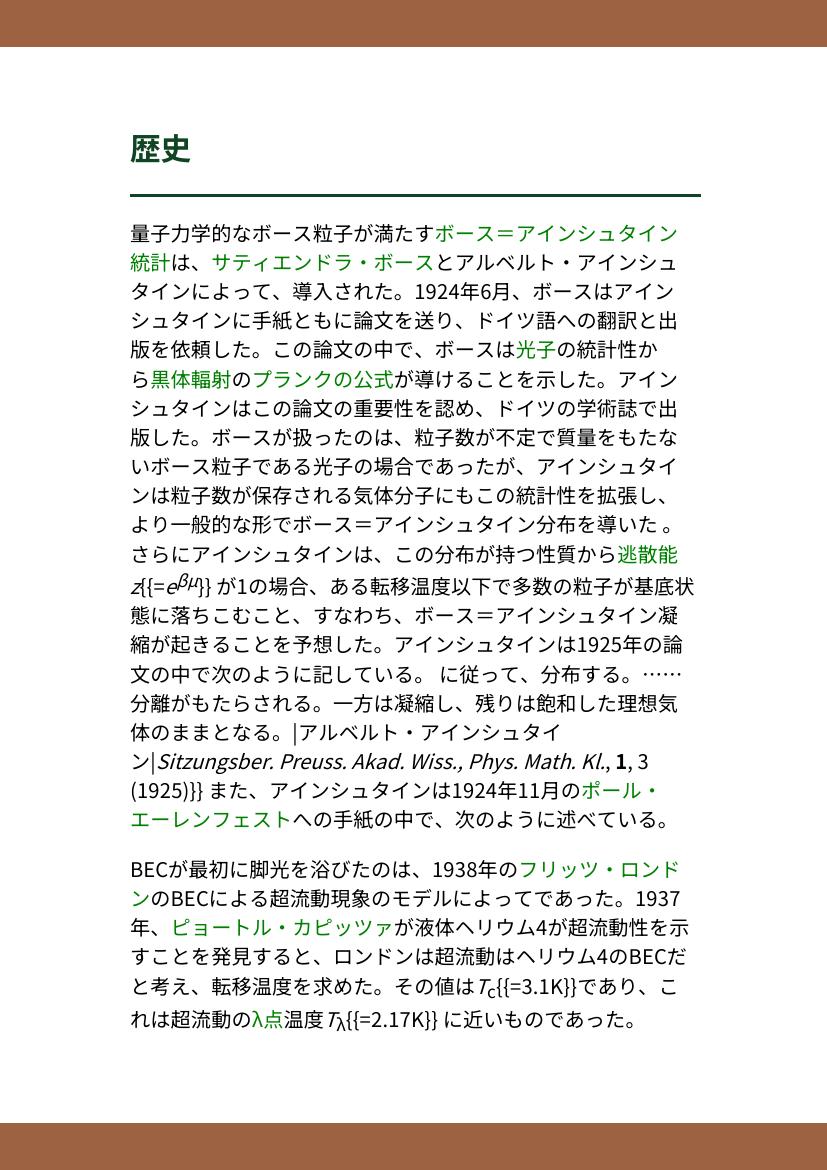 歴史
量子力学的なボース粒子が満たすボース＝アインシュタイン
統計は、サティエンドラ・ボースとアルベルト・アインシュ
タインによって、導入された。1924年6月、ボースはアイン
シュタインに手紙ともに論文を送り、ドイツ語への翻訳と出
版を依頼した。この論文の中で、ボースは光子の統計性か
ら黒体輻射のプランクの公式が導けることを示した。アイン
シュタインはこの論文の重要性を認め、ドイツの学術誌で出
版した。ボースが扱ったのは、粒子数が不定で質量をもたな
いボース粒子である光子の場合であったが、アインシュタイ
ンは粒子数が保存される気体分子にもこの統計性を拡張し、
より一般的な形でボース＝アインシュタイン分布を導いた 。
さらにアインシュタインは、この分布が持つ性質から逃散能
z{{=e^βμ}} が1の場合、ある転移温度以下で多数の粒子が基底状
態に落ちこむこと、すなわち、ボース＝アインシュタイン凝
縮が起きることを予想した。アインシュタインは1925年の論
文の中で次のように記している。 に従って、分布する。……
分離がもたらされる。一方は凝縮し、残りは飽和した理想気
体のままとなる。|アルベルト・アインシュタイ
ン|Sitzungsber. Preuss. Akad. Wiss., Phys. Math. Kl., 1, 3
(1925)}} また、アインシュタインは1924年11月のポール・
エーレンフェストへの手紙の中で、次のように述べている。
BECが最初に脚光を浴びたのは、1938年のフリッツ・ロンド
ンのBECによる超流動現象のモデルによってであった。1937
年、ピョートル・カピッツァが液体ヘリウム4が超流動性を示
すことを発見すると、ロンドンは超流動はヘリウム4のBECだ
と考え、転移温度を求めた。その値はT_c{{=3.1K}}であり、こ
れは超流動のλ点温度T_λ{{=2.17K}} に近いものであった。